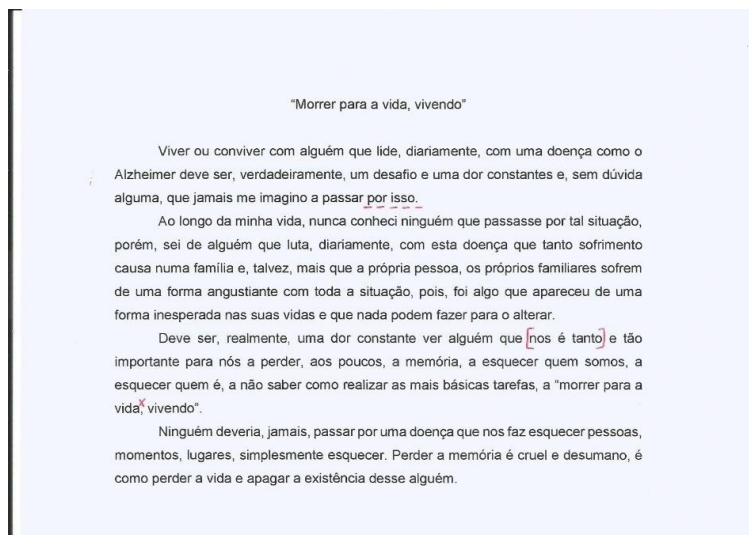 “Morrer para a vida, vivendo”
Viver ou conviver com alguém que lide, diariamente, com uma doença como o
Alzheimer deve ser, verdadeiramente, um desafio e uma dor constantes e, sem dúvida
alguma, que jamais me imagino a passar por isso.
Ao longo da minha vida, nunca conheci ninguém que passasse por tal situação,
porém, sei de alguém que luta, diariamente, com esta doença que tanto sofrimento
causa numa família e, talvez, mais que a própria pessoa, os próprios familiares sofrem
de uma forma angustiante com toda a situação, pois, foi algo que apareceu de uma
forma inesperada nas suas vidas e que nada podem fazer para o alterar.
Deve ser, realmente, uma dor constante ver alguém que [nos é tanto] e tão
importante para nós a perder, aos poucos, a memória, a esquecer quem somos, a
esquecer quem é, a não saber como realizar as mais básicas tarefas, a “morrer para a
vida, vivendo”.
Ninguém deveria, jamais, passar por uma doença que nos faz esquecer pessoas,
momentos, lugares, simplesmente esquecer. Perder a memória é cruel e desumano, é
como perder a vida e apagar a existência desse alguém.